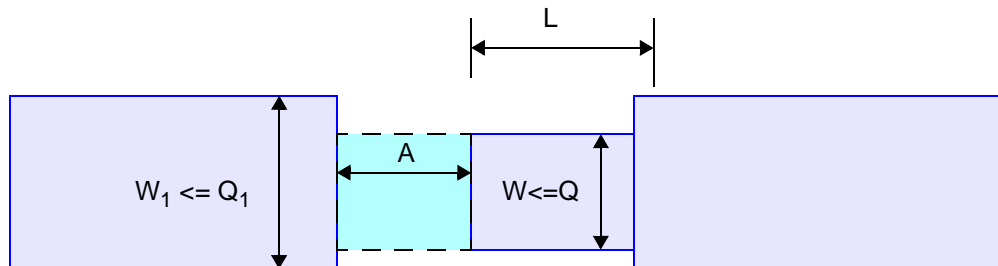 L
A
W₁ <= Q₁
W<=Q